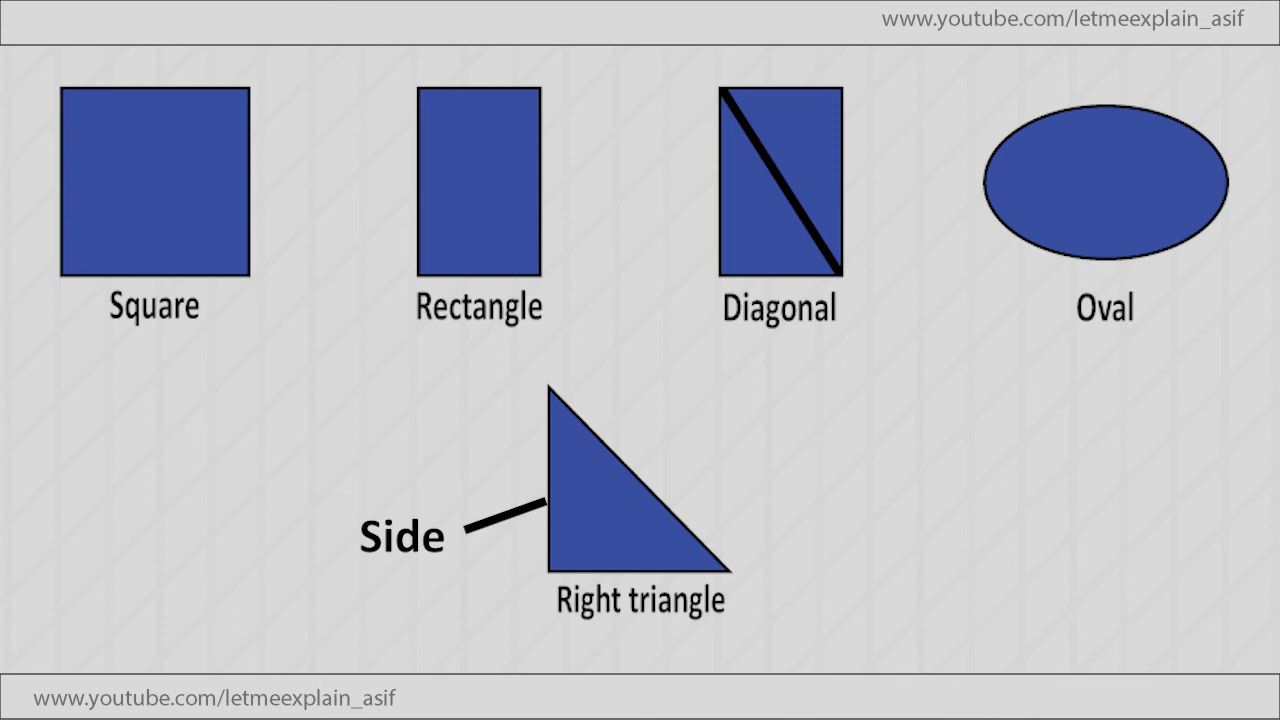 www.youtube.com/letmeexplain_asif
Square
Rectangle
Diagonal
Oval
Side
Right triangle
www.youtube.com/letmeexplain_asif